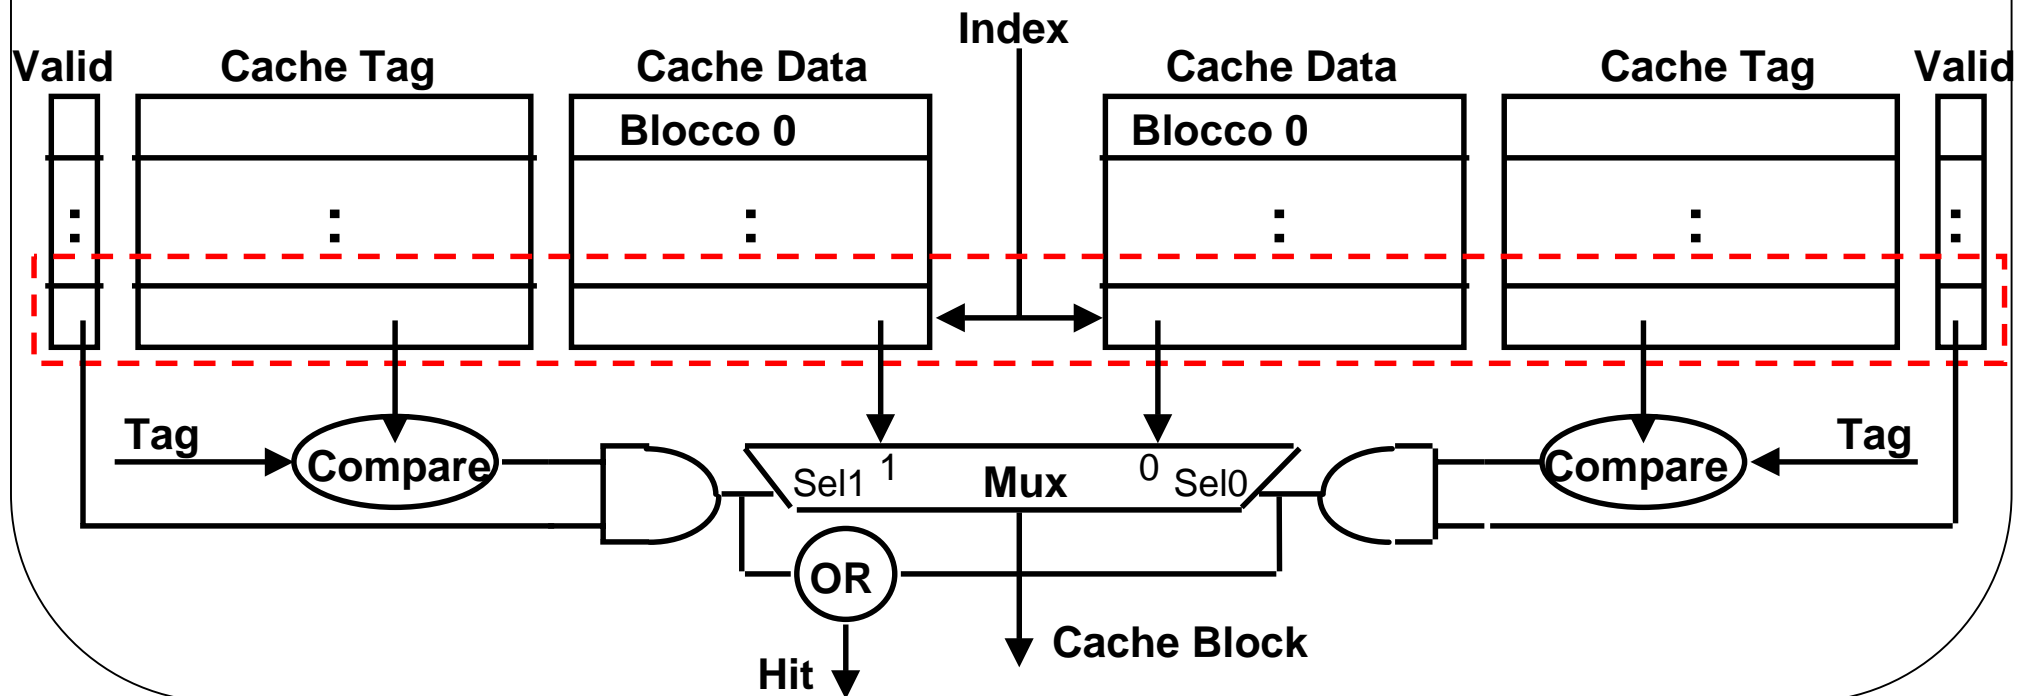 Index
Valid Cache Tag Cache Data Cache Data Cache Tag Valid
Blocco 0 Blocco 0
: : : : : :
Tag Tag
Compare Sel1 1 Mux 0 Sel0 Compare
OR
Cache Block
Hit